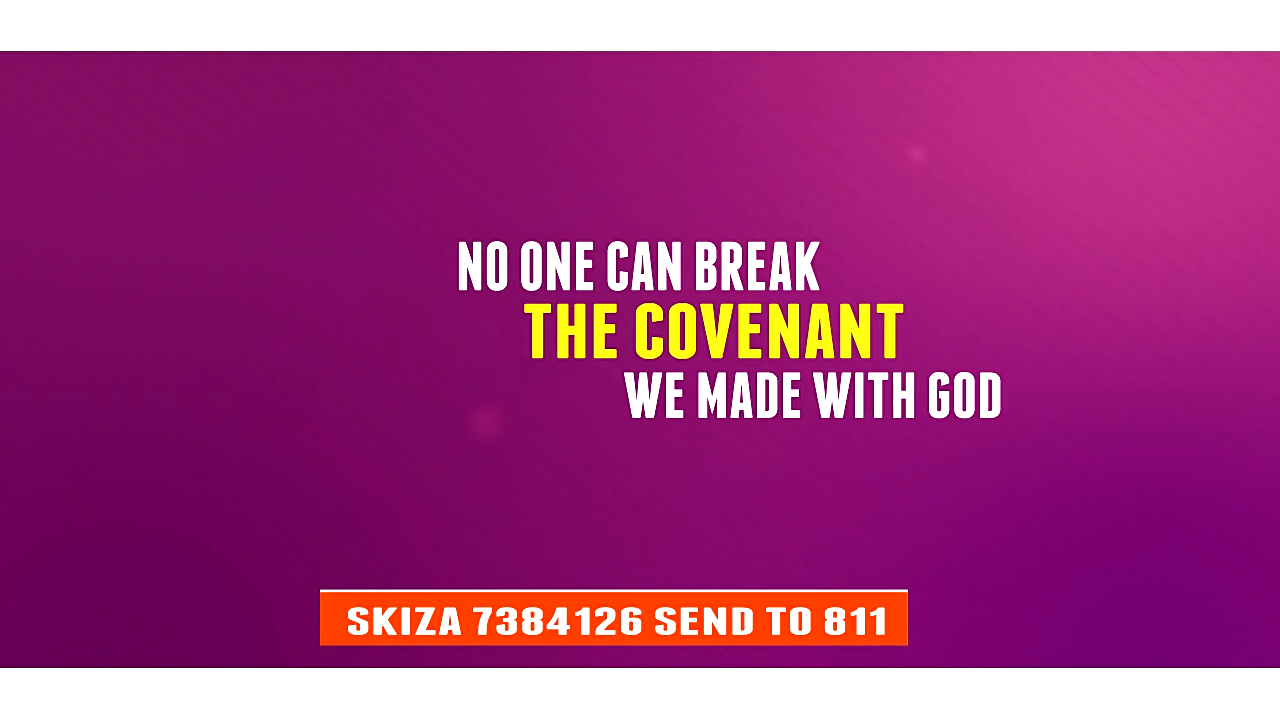 NO ONE CAN BREAK
THE COVENANT
WE MADE WITH GOD
SKIZA 7384126 SEND TO 811